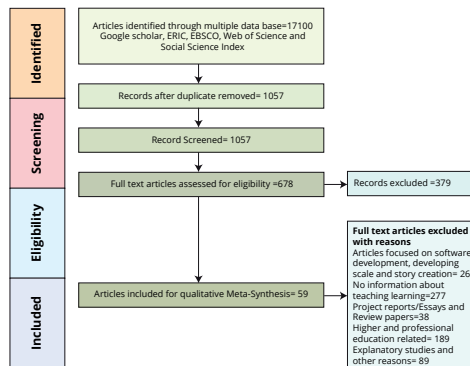 Identified
Articles identified through multiple data base=17100
Google scholar, ERIC, EBSCO, Web of Science and
Social Science Index
Records after duplicate removed= 1057
Screening
Record Screened=1057
Full text articles assessed for eligibility =678
Records excluded =379
Eligibility
Full text articles excluded
with reasons
Articles focused on software
development, developing
scale and story creation= 26
No information about
teaching learning=277
Project reports/Essays and
Review papers=38
Higher and professional
education related= 189
Explanatory studies and
other reasons= 89
Included
Articles included for qualitative Meta-Synthesis= 59